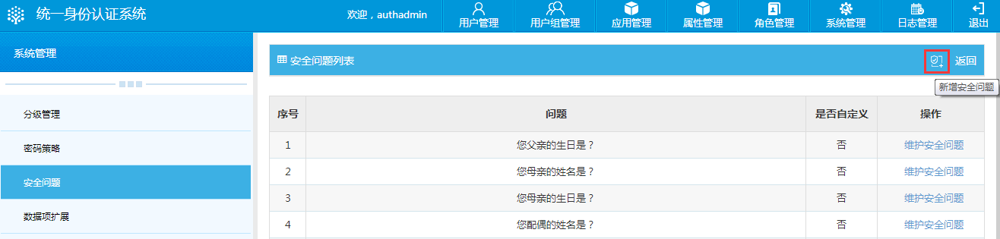 统一身份认证系统
欢迎，authadmin
用户管理
用户组管理
应用管理
属性管理
角色管理
系统管理
日志管理
退出
系统管理
分级管理
密码策略
安全问题
数据项扩展
安全问题列表
返回
新增安全问题
序号 问题 是否自定义 操作
1 您父亲的生日是？ 否 维护安全问题
2 您母亲的姓名是？ 否 维护安全问题
3 您母亲的生日是？ 否 维护安全问题
4 您配偶的姓名是？ 否 维护安全问题